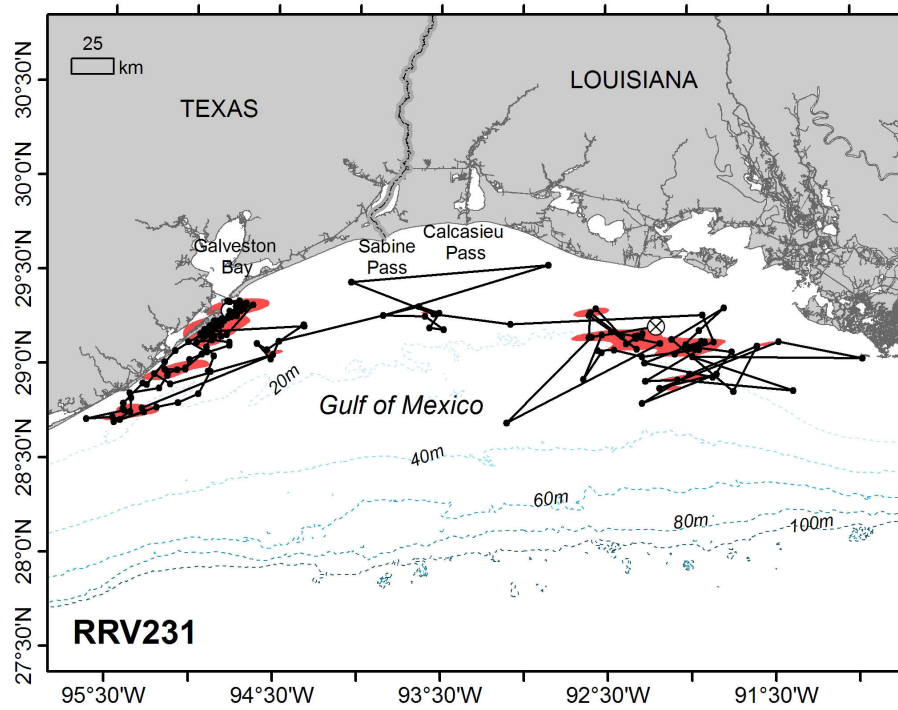 25
km
TEXAS
LOUISIANA
Galveston
Bay
Sabine
Pass
Calcasieu
Pass
20m
Gulf of Mexico
40m
60m
80m
100m
RRV231
30°30'N
30°0'N
29°30'N
29°0'N
28°30'N
28°0'N
27°30'N
95°30'W
94°30'W
93°30'W
92°30'W
91°30'W